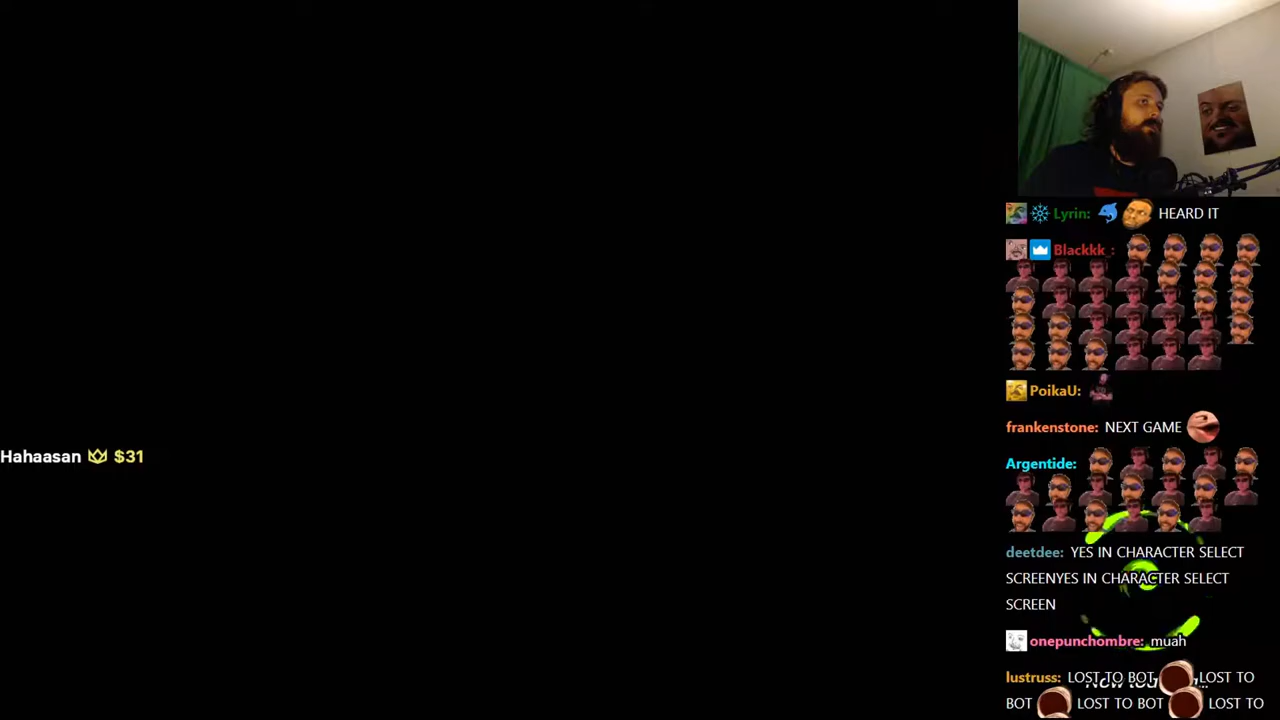 Lyrin: HEARD IT
Blackkk_:
PoikaU:
Hahaasan $31
frankenstone: NEXT GAME
Argentide:
deetdee: YES IN CHARACTER SELECT
SCREENYES IN CHARACTER SELECT
SCREEN
onepunchombre: muah
lustruss: LOST TO BOT LOST TO
BOT LOST TO BOT LOST TO